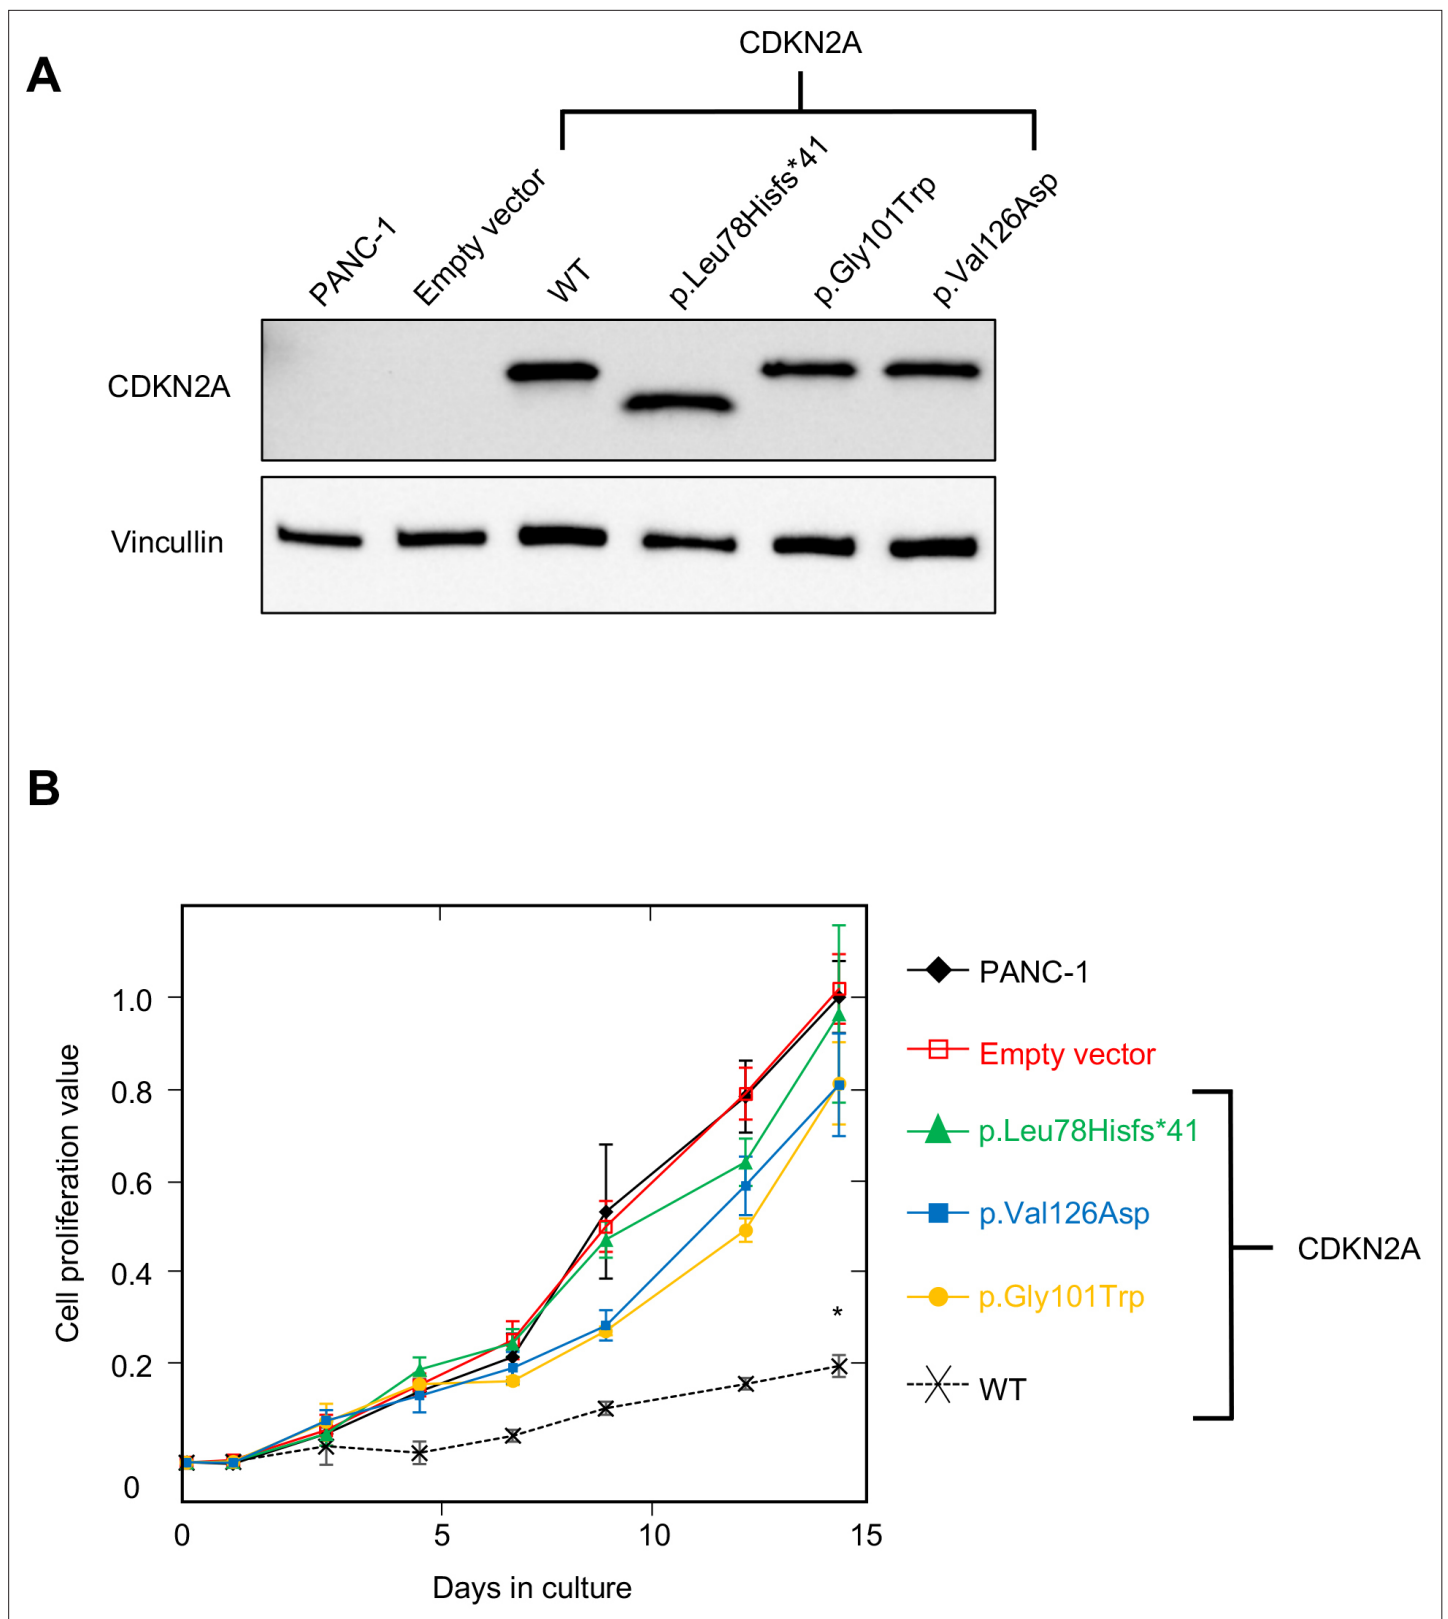 A
CDKN2A
PANC-1
Empty vector
WT
p.Leu78Hisfs*41
p.Gly101Trp
p.Val126Asp
CDKN2A
Vincullin
B
Cell proliferation value
1.0
0.8
0.6
0.4
0.2
0
0 5 10 15
Days in culture
*
PANC-1
Empty vector
p.Leu78Hisfs*41
p.Val126Asp
p.Gly101Trp
WT
CDKN2A